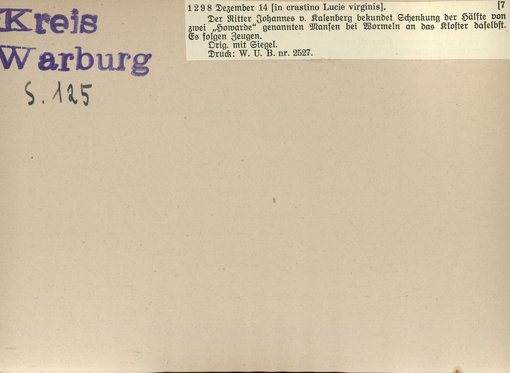 Kreis
Warburg
S. 125
1298 Dezember 14 [in crastino Lucie virginis]. [7
Der Ritter Johannes v. Kalenberg bekundet Schenkung der Hälfte von
zwei „Howarde“ genannten Mansen bei Wormeln an das Kloster daselbst.
Es folgen Zeugen.
Orig. mit Siegel.
Druck: W. U. B. nr. 2527.